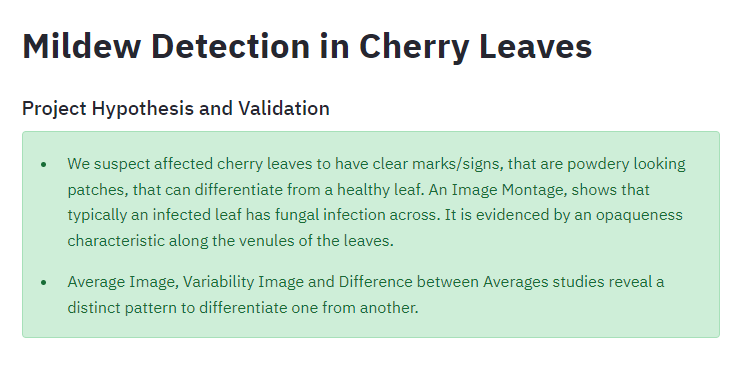 Mildew Detection in Cherry Leaves
Project Hypothesis and Validation
• We suspect affected cherry leaves to have clear marks/signs, that are powdery looking
patches, that can differentiate from a healthy leaf. An Image Montage, shows that
typically an infected leaf has fungal infection across. It is evidenced by an opaqueness
characteristic along the venules of the leaves.
• Average Image, Variability Image and Difference between Averages studies reveal a
distinct pattern to differentiate one from another.